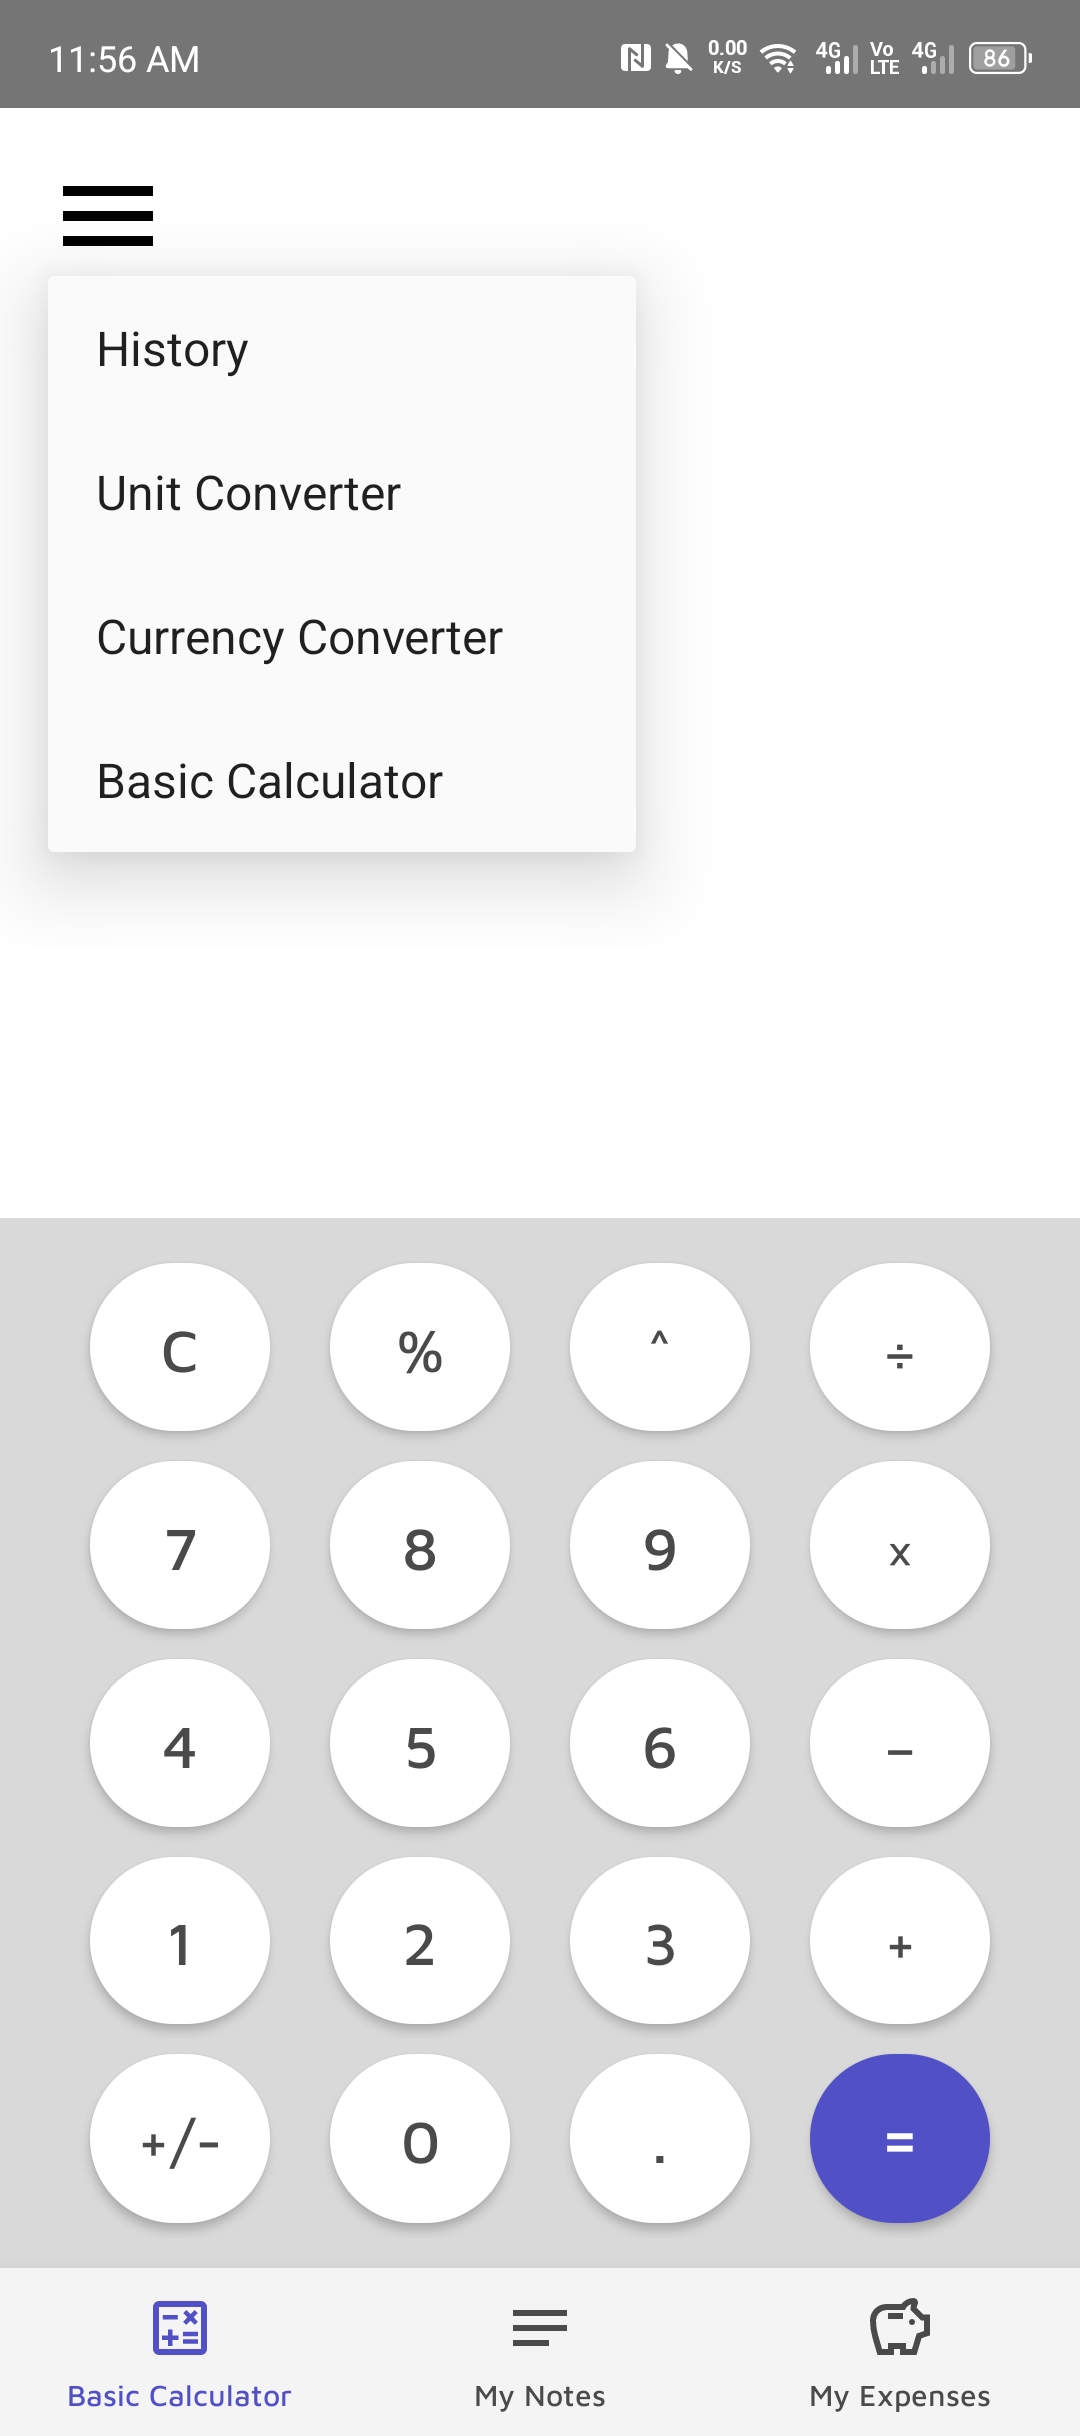 11:56 AM 0.00 K/S 4G Vo LTE 4G 86
History
Unit Converter
Currency Converter
Basic Calculator
C % ^ ÷
7 8 9 x
4 5 6 −
1 2 3 +
+/- 0 . =
Basic Calculator My Notes My Expenses